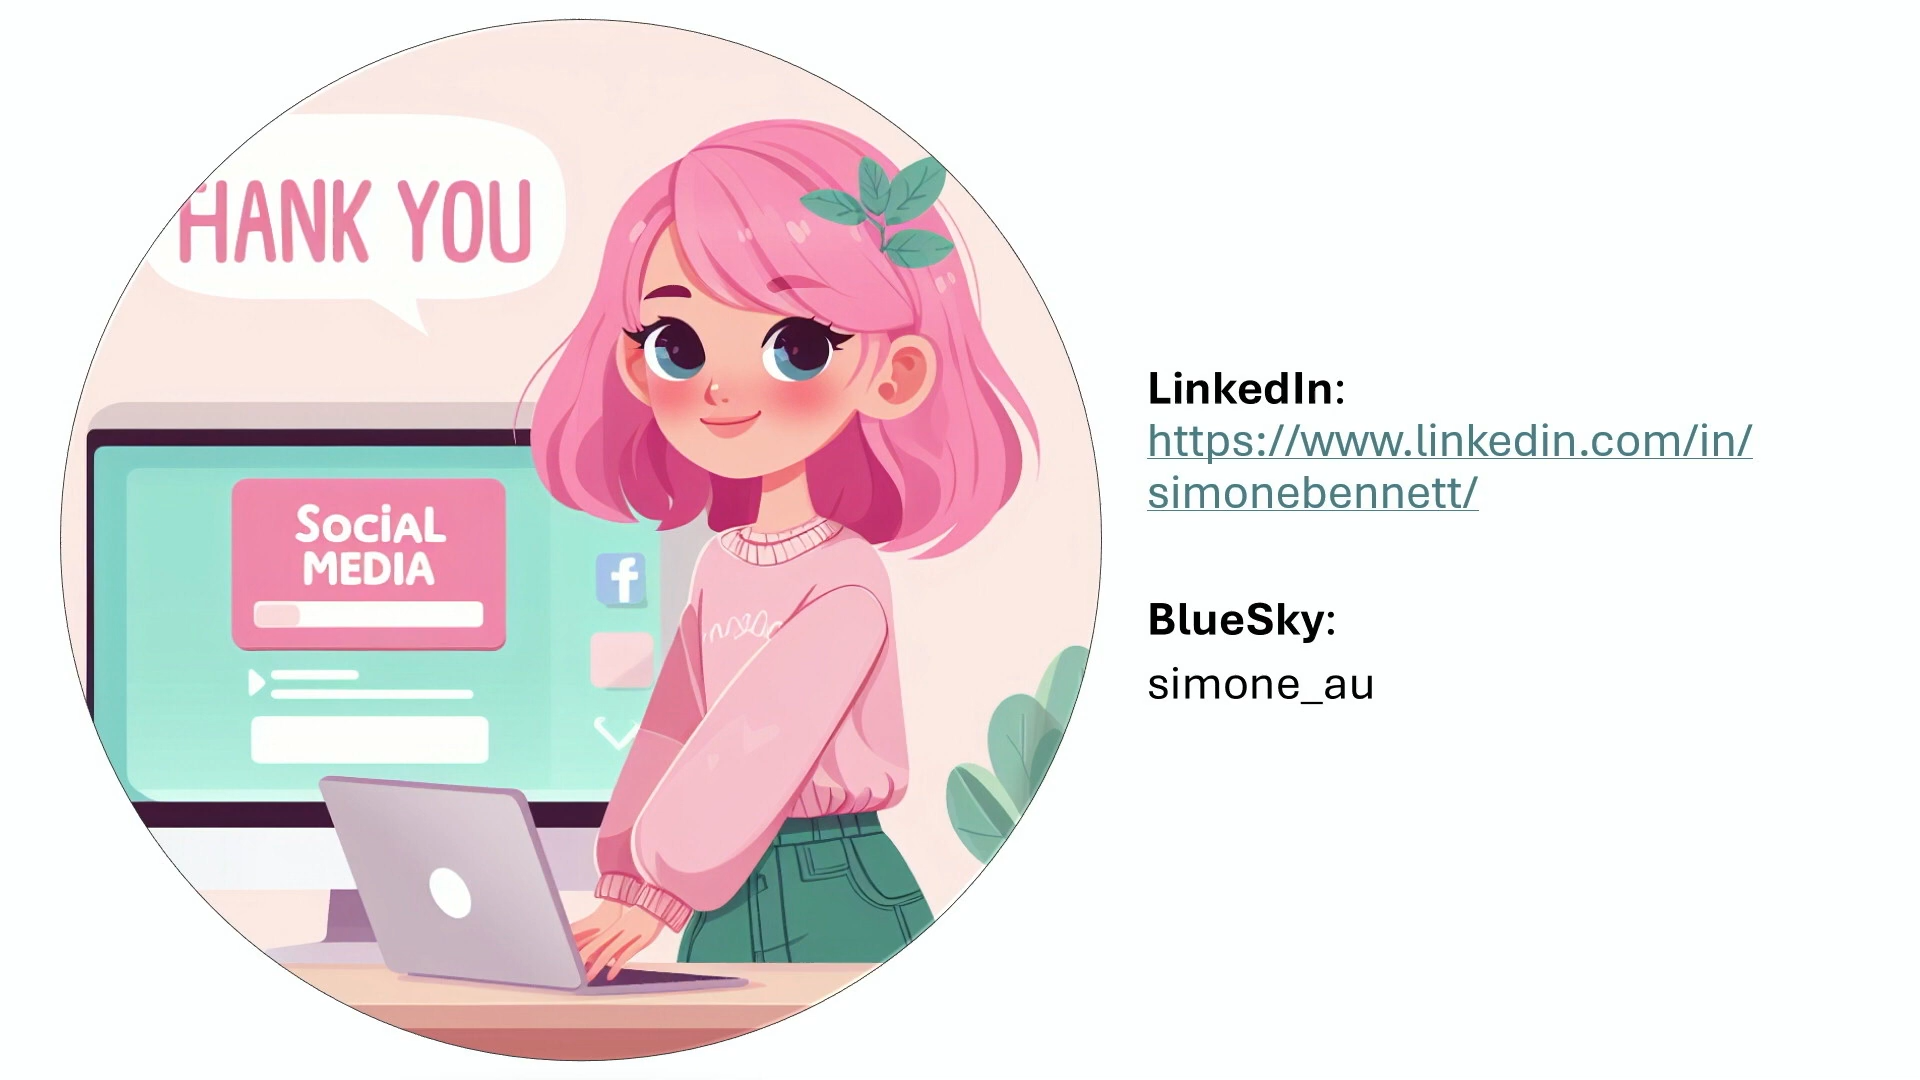 HANK YOU
SociAL
MEDIA
f
LinkedIn:
https://www.linkedin.com/in/
simonebennett/
BlueSky:
simone_au